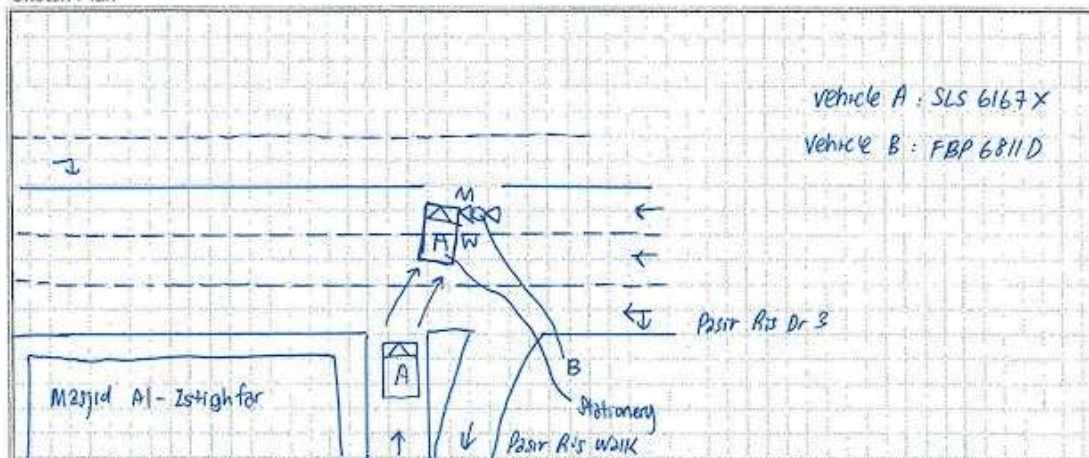 Vehicle A : SLS 6167X
Vehicle B : FBP 6811D
M
A W
Pasir Ris Dr 3
A
B
Masjid Al-Istighfar
Stationery
Pasir Ris Walk